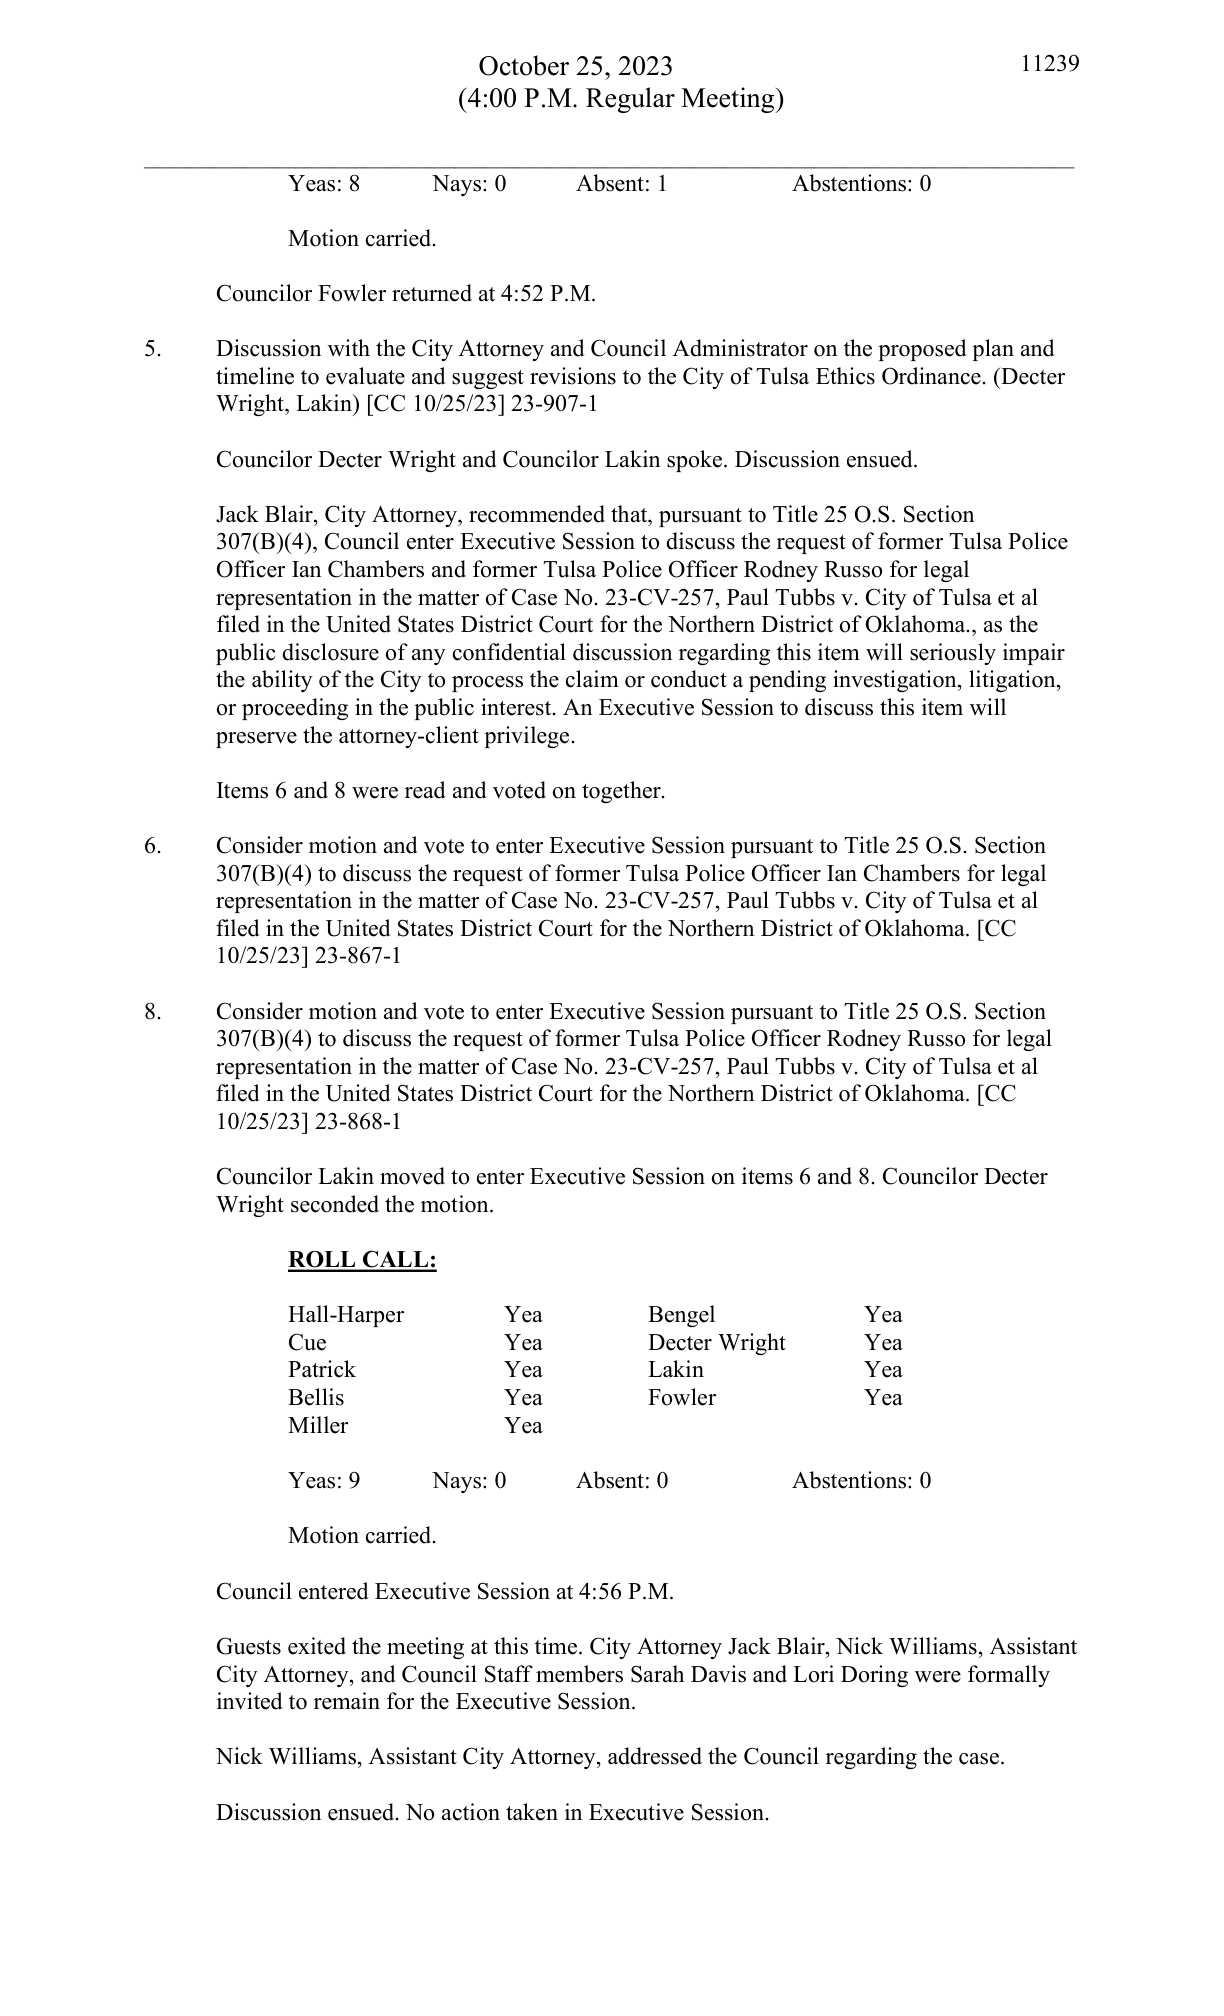 October 25, 2023 11239
(4:00 P.M. Regular Meeting)
Yeas: 8 Nays: 0 Absent: 1 Abstentions: 0
Motion carried.
Councilor Fowler returned at 4:52 P.M.
5. Discussion with the City Attorney and Council Administrator on the proposed plan and
timeline to evaluate and suggest revisions to the City of Tulsa Ethics Ordinance. (Decter
Wright, Lakin) [CC 10/25/23] 23-907-1
Councilor Decter Wright and Councilor Lakin spoke. Discussion ensued.
Jack Blair, City Attorney, recommended that, pursuant to Title 25 O.S. Section
307(B)(4), Council enter Executive Session to discuss the request of former Tulsa Police
Officer Ian Chambers and former Tulsa Police Officer Rodney Russo for legal
representation in the matter of Case No. 23-CV-257, Paul Tubbs v. City of Tulsa et al
filed in the United States District Court for the Northern District of Oklahoma., as the
public disclosure of any confidential discussion regarding this item will seriously impair
the ability of the City to process the claim or conduct a pending investigation, litigation,
or proceeding in the public interest. An Executive Session to discuss this item will
preserve the attorney-client privilege.
Items 6 and 8 were read and voted on together.
6. Consider motion and vote to enter Executive Session pursuant to Title 25 O.S. Section
307(B)(4) to discuss the request of former Tulsa Police Officer Ian Chambers for legal
representation in the matter of Case No. 23-CV-257, Paul Tubbs v. City of Tulsa et al
filed in the United States District Court for the Northern District of Oklahoma. [CC
10/25/23] 23-867-1
8. Consider motion and vote to enter Executive Session pursuant to Title 25 O.S. Section
307(B)(4) to discuss the request of former Tulsa Police Officer Rodney Russo for legal
representation in the matter of Case No. 23-CV-257, Paul Tubbs v. City of Tulsa et al
filed in the United States District Court for the Northern District of Oklahoma. [CC
10/25/23] 23-868-1
Councilor Lakin moved to enter Executive Session on items 6 and 8. Councilor Decter
Wright seconded the motion.
ROLL CALL:
Hall-Harper Yea Bengel Yea
Cue Yea Decter Wright Yea
Patrick Yea Lakin Yea
Bellis Yea Fowler Yea
Miller Yea
Yeas: 9 Nays: 0 Absent: 0 Abstentions: 0
Motion carried.
Council entered Executive Session at 4:56 P.M.
Guests exited the meeting at this time. City Attorney Jack Blair, Nick Williams, Assistant
City Attorney, and Council Staff members Sarah Davis and Lori Doring were formally
invited to remain for the Executive Session.
Nick Williams, Assistant City Attorney, addressed the Council regarding the case.
Discussion ensued. No action taken in Executive Session.